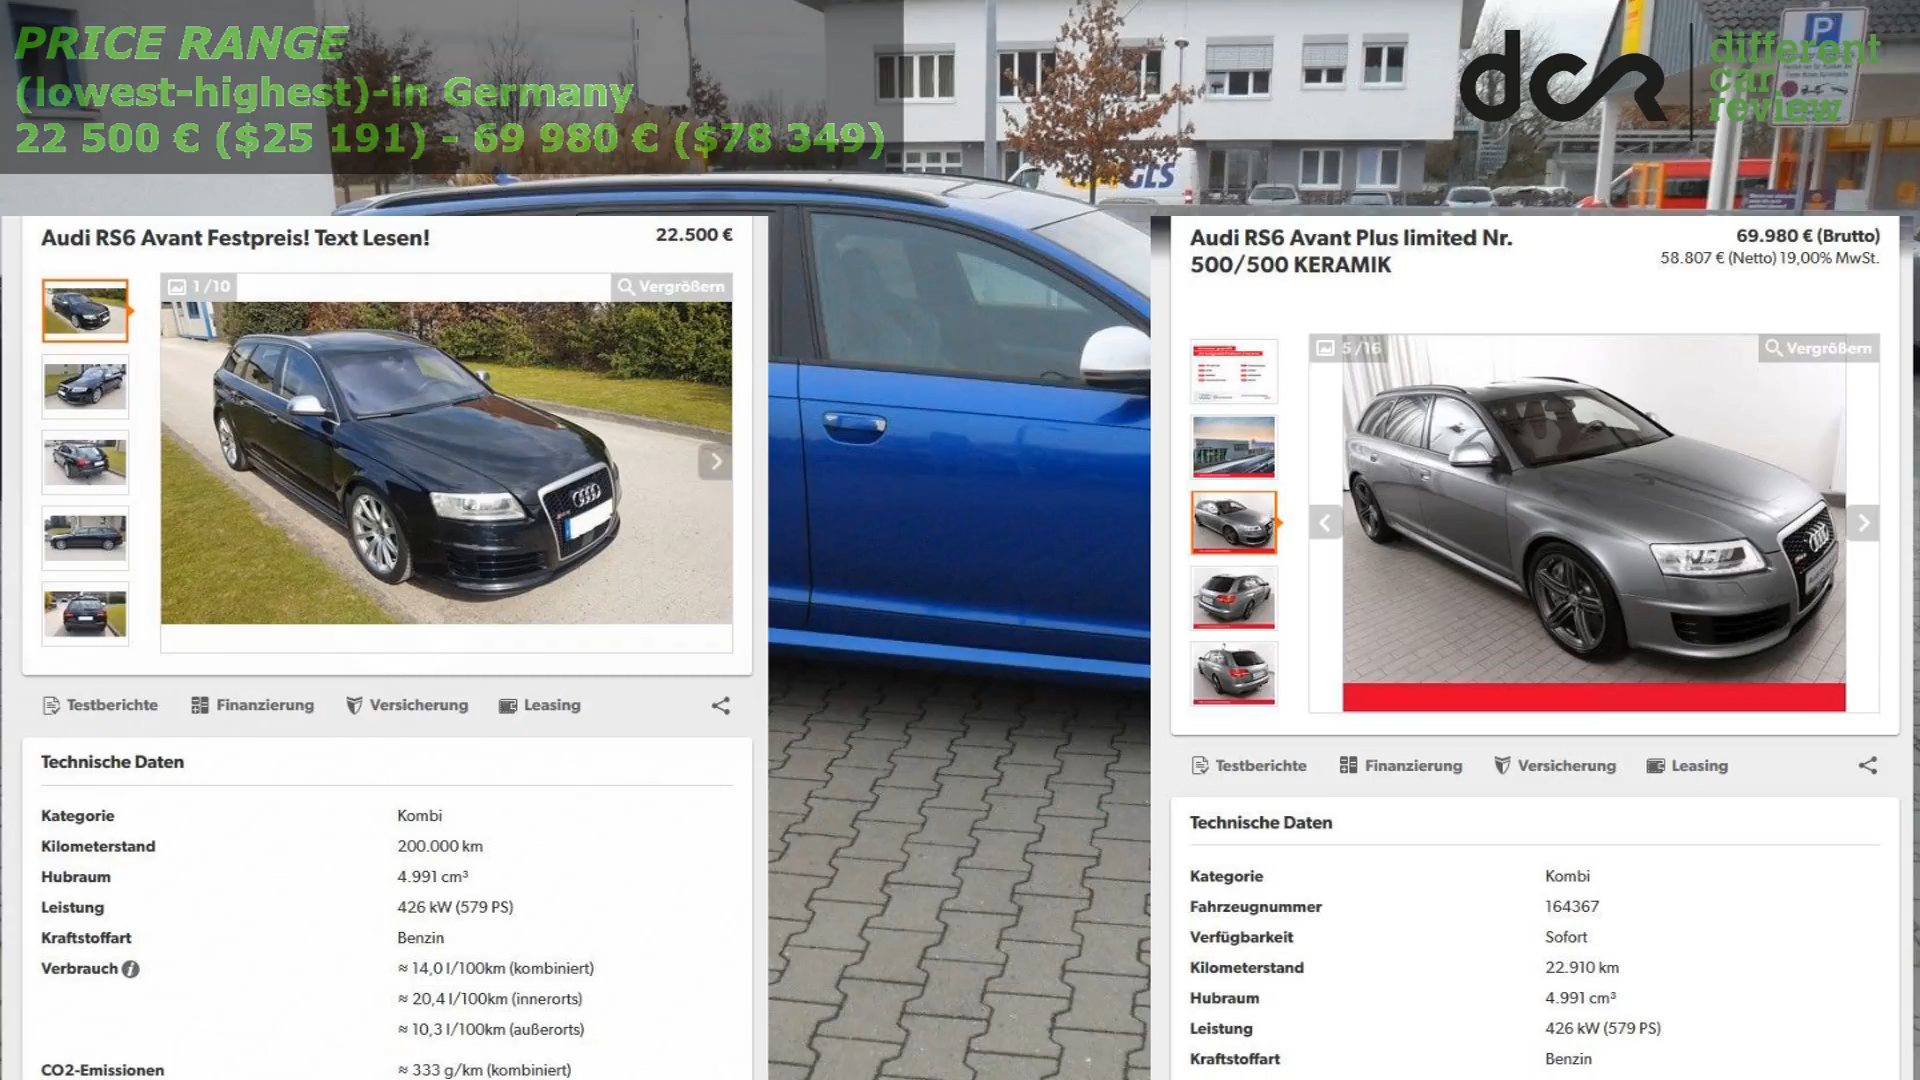 PRICE RANGE
(lowest-highest)-in Germany
22 500 € ($25 191) - 69 980 € ($78 349)
dcr
different
car
review
P
GLS
Audi RS6 Avant Festpreis! Text Lesen!
22.500 €
1/10
Vergrößern
Testberichte
Finanzierung
Versicherung
Leasing
Technische Daten
Kategorie Kombi
Kilometerstand 200.000 km
Hubraum 4.991 cm³
Leistung 426 kW (579 PS)
Kraftstoffart Benzin
Verbrauch i ≈ 14,0 l/100km (kombiniert)
≈ 20,4 l/100km (innerorts)
≈ 10,3 l/100km (außerorts)
CO2-Emissionen ≈ 333 g/km (kombiniert)
Audi RS6 Avant Plus limited Nr.
500/500 KERAMIK
69.980 € (Brutto)
58.807 € (Netto) 19,00% MwSt.
5/16
Vergrößern
Testberichte
Finanzierung
Versicherung
Leasing
Technische Daten
Kategorie Kombi
Fahrzeugnummer 164367
Verfügbarkeit Sofort
Kilometerstand 22.910 km
Hubraum 4.991 cm³
Leistung 426 kW (579 PS)
Kraftstoffart Benzin